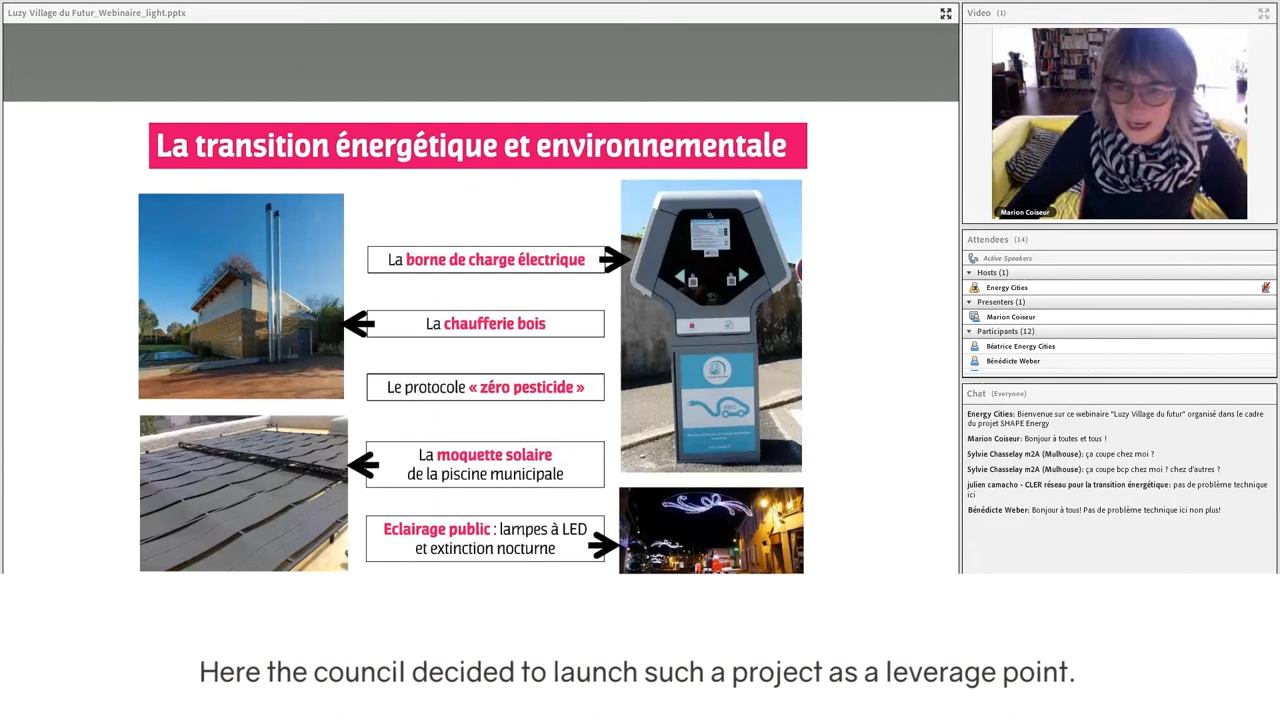 Luzy Village du Futur_Webinaire_light.pptx
La transition énergétique et environnementale
La borne de charge électrique
La chaufferie bois
Le protocole « zéro pesticide »
La moquette solaire
de la piscine municipale
Eclairage public : lampes à LED
et extinction nocturne
Video (1)
Marion Coiseur
Attendees (14)
Active Speakers
Hosts (1)
Energy Cities
Presenters (1)
Marion Coiseur
Participants (12)
Béatrice Energy Cities
Bénédicte Weber
Chat (Everyone)
Energy Cities: Bienvenue sur ce webinaire "Luzy Village du futur" organisé dans le cadre
du projet SHAPE Energy
Marion Coiseur: Bonjour à toutes et tous !
Sylvie Chasselay m2A (Mulhouse): ça coupe chez moi ?
Sylvie Chasselay m2A (Mulhouse): ça coupe bcp chez moi ? chez d'autres ?
julien camacho - CLER réseau pour la transition énergétique: pas de problème technique
ici
Bénédicte Weber: Bonjour à tous! Pas de problème technique ici non plus!
Here the council decided to launch such a project as a leverage point.